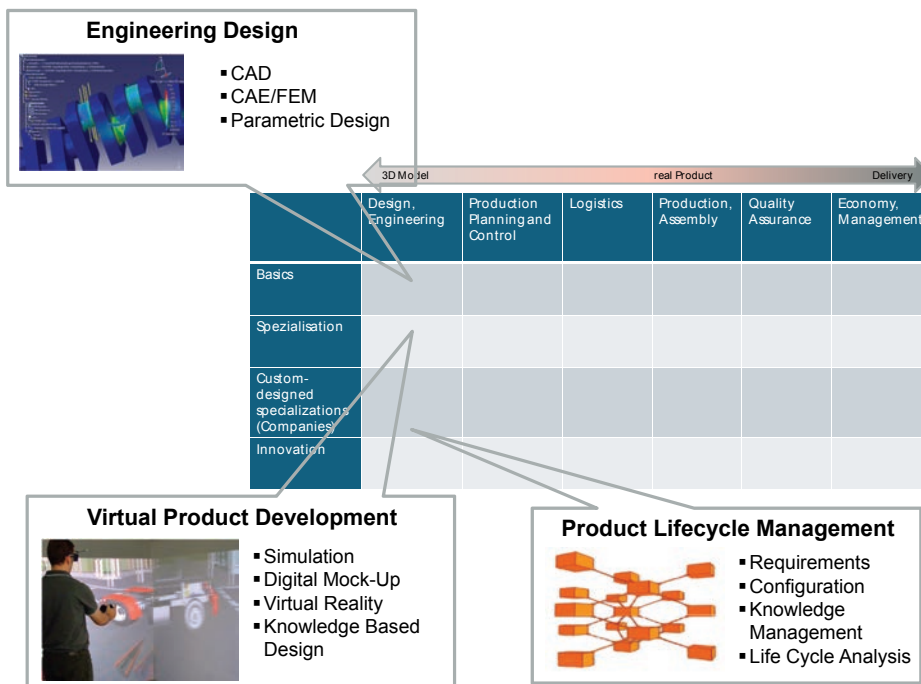 Engineering Design
▪CAD
▪CAE/FEM
▪Parametric Design
3D Model real Product Delivery
Design, Engineering
Production Planning and Control
Logistics
Production, Assembly
Quality Assurance
Economy, Management
Basics
Spezialisation
Custom-
designed
specializations
(Companies)
Innovation
Virtual Product Development
▪Simulation
▪Digital Mock-Up
▪Virtual Reality
▪Knowledge Based
Design
Product Lifecycle Management
▪Requirements
▪Configuration
▪Knowledge
Management
▪Life Cycle Analysis